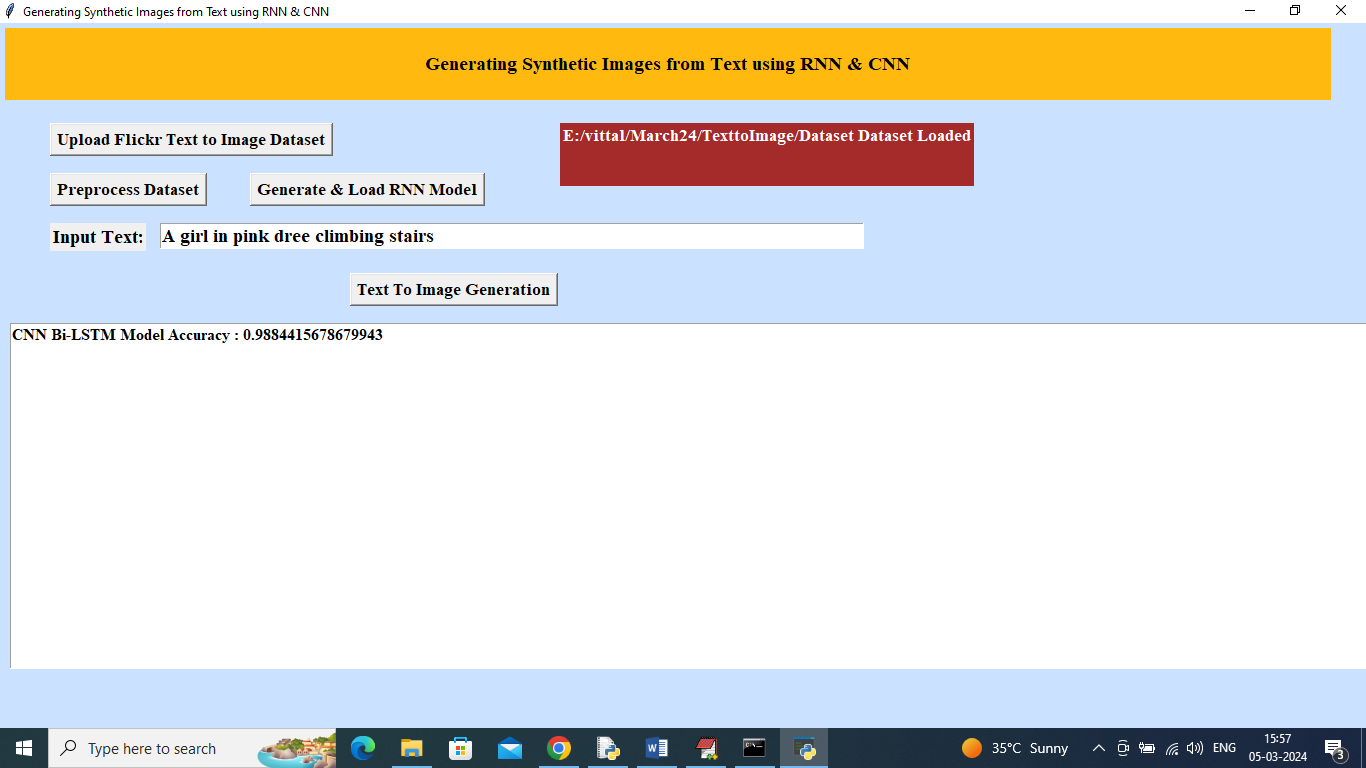 Generating Synthetic Images from Text using RNN & CNN
Generating Synthetic Images from Text using RNN & CNN
Upload Flickr Text to Image Dataset
E:/vittal/March24/TexttoImage/Dataset Dataset Loaded
Preprocess Dataset
Generate & Load RNN Model
Input Text:
A girl in pink dree climbing stairs
Text To Image Generation
CNN Bi-LSTM Model Accuracy : 0.9884415678679943
Type here to search
35°C Sunny
ENG
15:57
05-03-2024
3